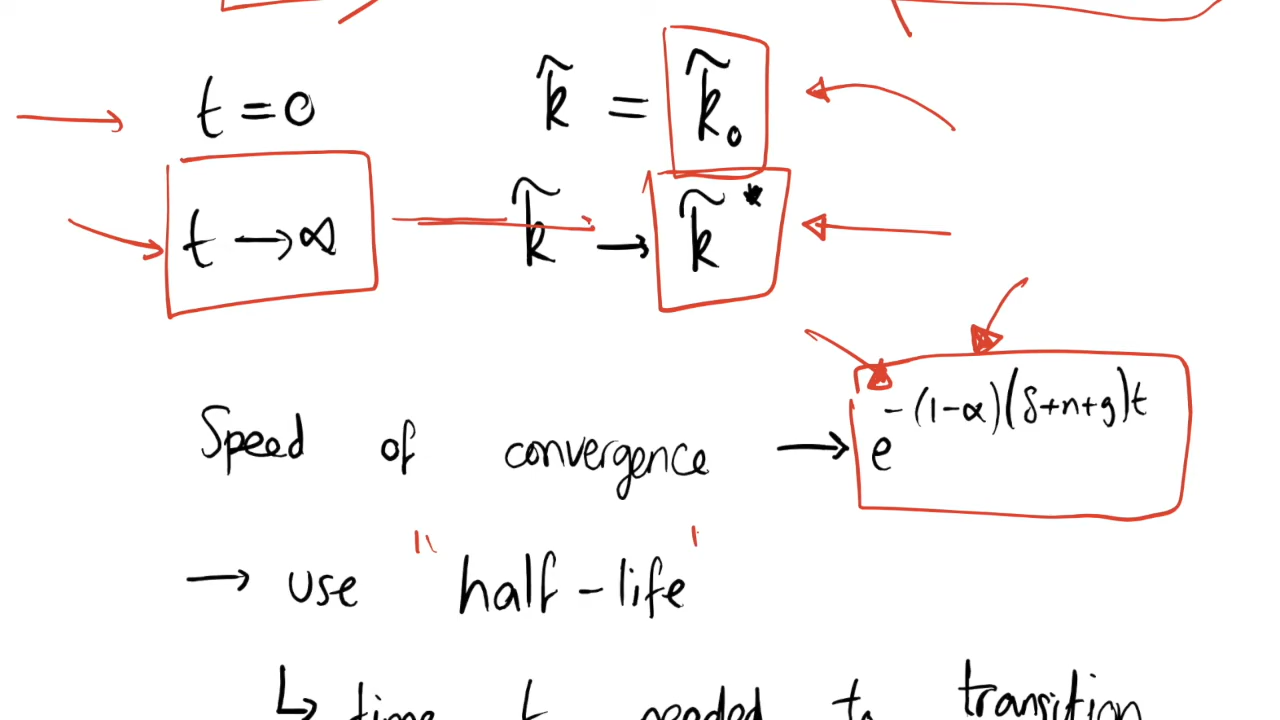 t = 0 k̃ = k̃₀
t → ∞ k̃ → k̃*
Speed of convergence → e^{-(1-α)(δ+n+g)t}
→ use "half-life"
↳ time t needed to transition